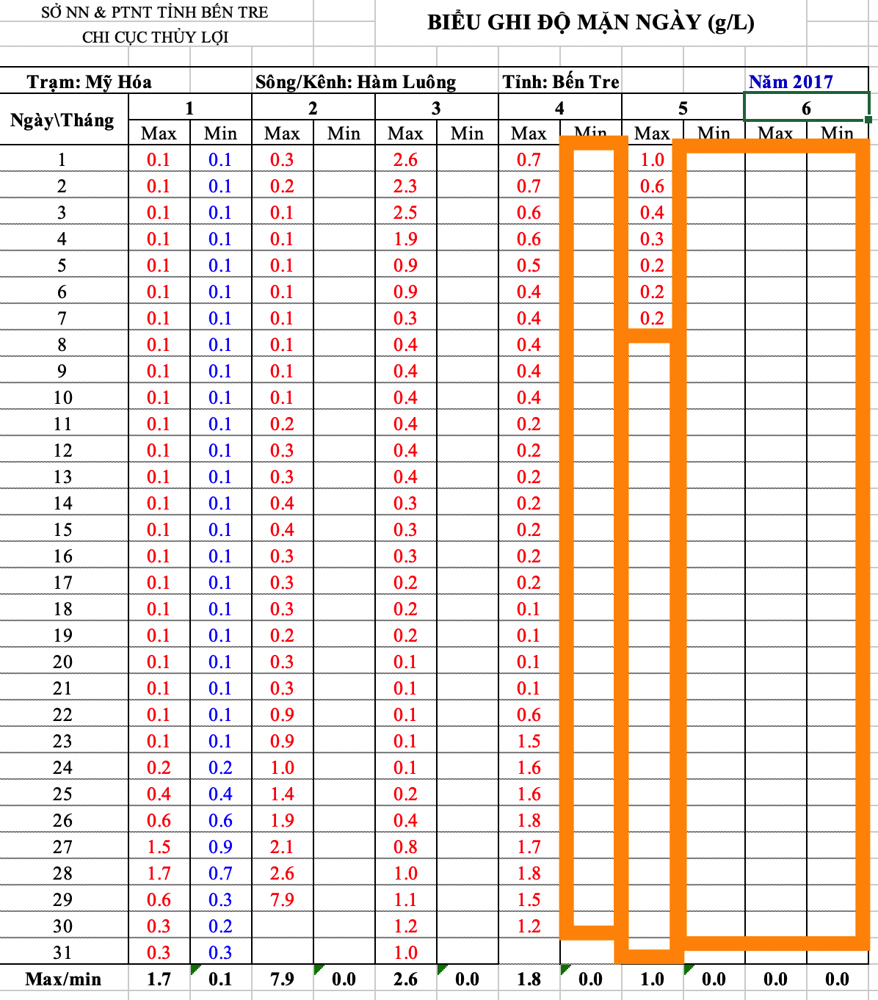 SỞ NN & PTNT TỈNH BẾN TRE
BIỂU GHI ĐỘ MẶN NGÀY (g/L)
CHI CỤC THỦY LỢI
Trạm: Mỹ Hóa Sông/Kênh: Hàm Luông Tỉnh: Bến Tre Năm 2017
Ngày\Tháng 1 2 3 4 5 6
Max Min Max Min Max Min Max Min Max Min Max Min
1 0.1 0.1 0.3 2.6 0.7 1.0
2 0.1 0.1 0.2 2.3 0.7 0.6
3 0.1 0.1 0.1 2.5 0.6 0.4
4 0.1 0.1 0.1 1.9 0.6 0.3
5 0.1 0.1 0.1 0.9 0.5 0.2
6 0.1 0.1 0.1 0.9 0.4 0.2
7 0.1 0.1 0.1 0.3 0.4 0.2
8 0.1 0.1 0.1 0.4 0.4
9 0.1 0.1 0.1 0.4 0.4
10 0.1 0.1 0.1 0.4 0.4
11 0.1 0.1 0.2 0.4 0.2
12 0.1 0.1 0.3 0.4 0.2
13 0.1 0.1 0.3 0.4 0.2
14 0.1 0.1 0.4 0.3 0.2
15 0.1 0.1 0.4 0.3 0.2
16 0.1 0.1 0.3 0.3 0.2
17 0.1 0.1 0.3 0.2 0.2
18 0.1 0.1 0.3 0.2 0.1
19 0.1 0.1 0.2 0.2 0.1
20 0.1 0.1 0.3 0.1 0.1
21 0.1 0.1 0.3 0.1 0.1
22 0.1 0.1 0.9 0.1 0.6
23 0.1 0.1 0.9 0.1 1.5
24 0.2 0.2 1.0 0.1 1.6
25 0.4 0.4 1.4 0.2 1.6
26 0.6 0.6 1.9 0.4 1.8
27 1.5 0.9 2.1 0.8 1.7
28 1.7 0.7 2.6 1.0 1.8
29 0.6 0.3 7.9 1.1 1.5
30 0.3 0.2 1.2 1.2
31 0.3 0.3 1.0
Max/min 1.7 0.1 7.9 0.0 2.6 0.0 1.8 0.0 1.0 0.0 0.0 0.0